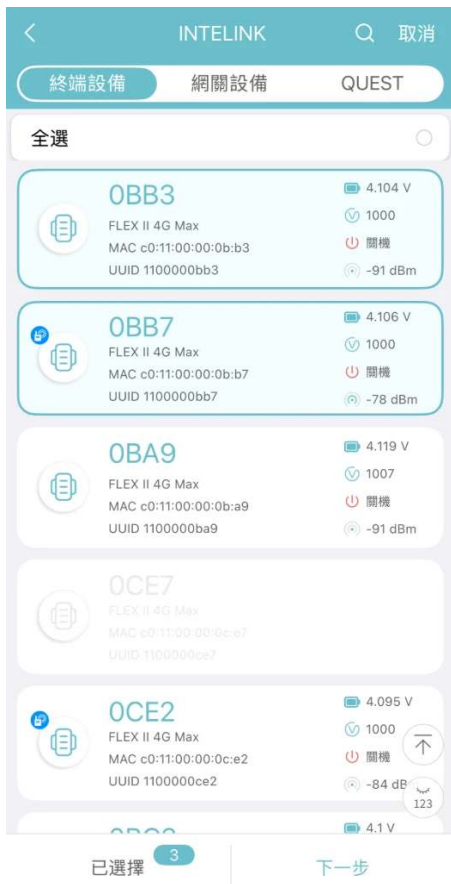 INTELINK
取消
終端設備
網關設備
QUEST
全選
0BB3
FLEX II 4G Max
MAC c0:11:00:00:0b:b3
UUID 1100000bb3
4.104 V
1000
關機
-91 dBm
0BB7
FLEX II 4G Max
MAC c0:11:00:00:0b:b7
UUID 1100000bb7
4.106 V
1000
關機
-78 dBm
0BA9
FLEX II 4G Max
MAC c0:11:00:00:0b:a9
UUID 1100000ba9
4.119 V
1007
關機
-91 dBm
0CE7
FLEX II 4G Max
MAC c0:11:00:00:0c:e7
UUID 1100000ce7
0CE2
FLEX II 4G Max
MAC c0:11:00:00:0c:e2
UUID 1100000ce2
4.095 V
1000
關機
-84 dB
123
4.1 V
已選擇
3
下一步